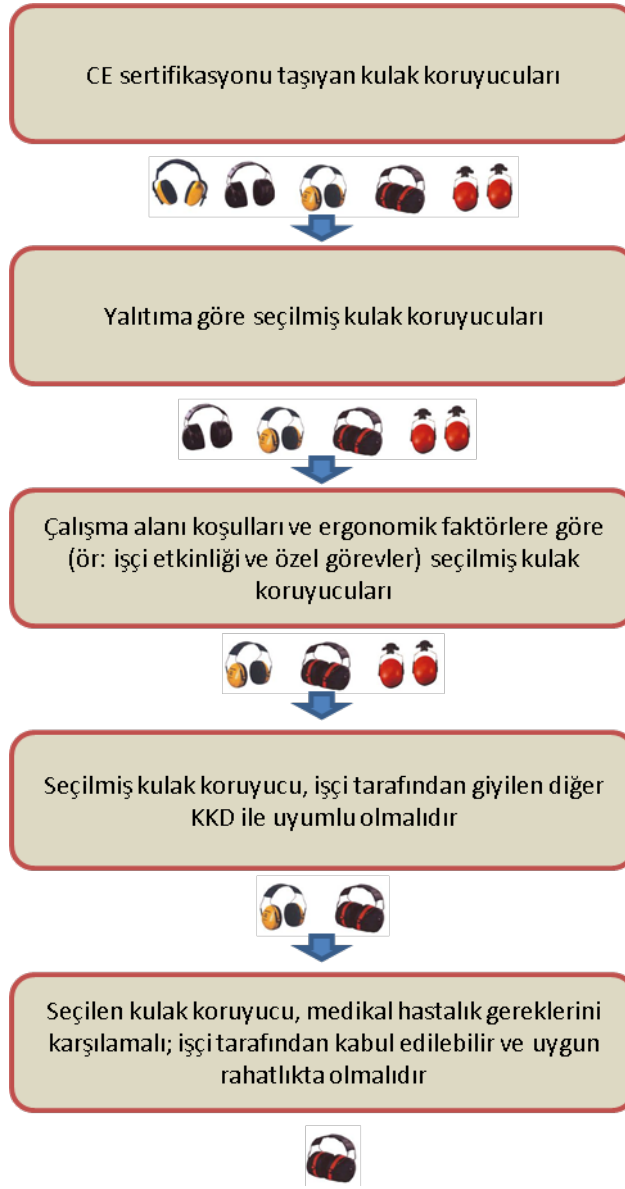 CE sertifikasyonu taşıyan kulak koruyucuları
Yalıtıma göre seçilmiş kulak koruyucuları
Çalışma alanı koşulları ve ergonomik faktörlere göre
(ör: işçi etkinliği ve özel görevler) seçilmiş kulak
koruyucuları
Seçilmiş kulak koruyucu, işçi tarafından giyilen diğer
KKD ile uyumlu olmalıdır
Seçilen kulak koruyucu, medikal hastalık gereklerini
karşılamalı; işçi tarafından kabul edilebilir ve uygun
rahatlıkta olmalıdır